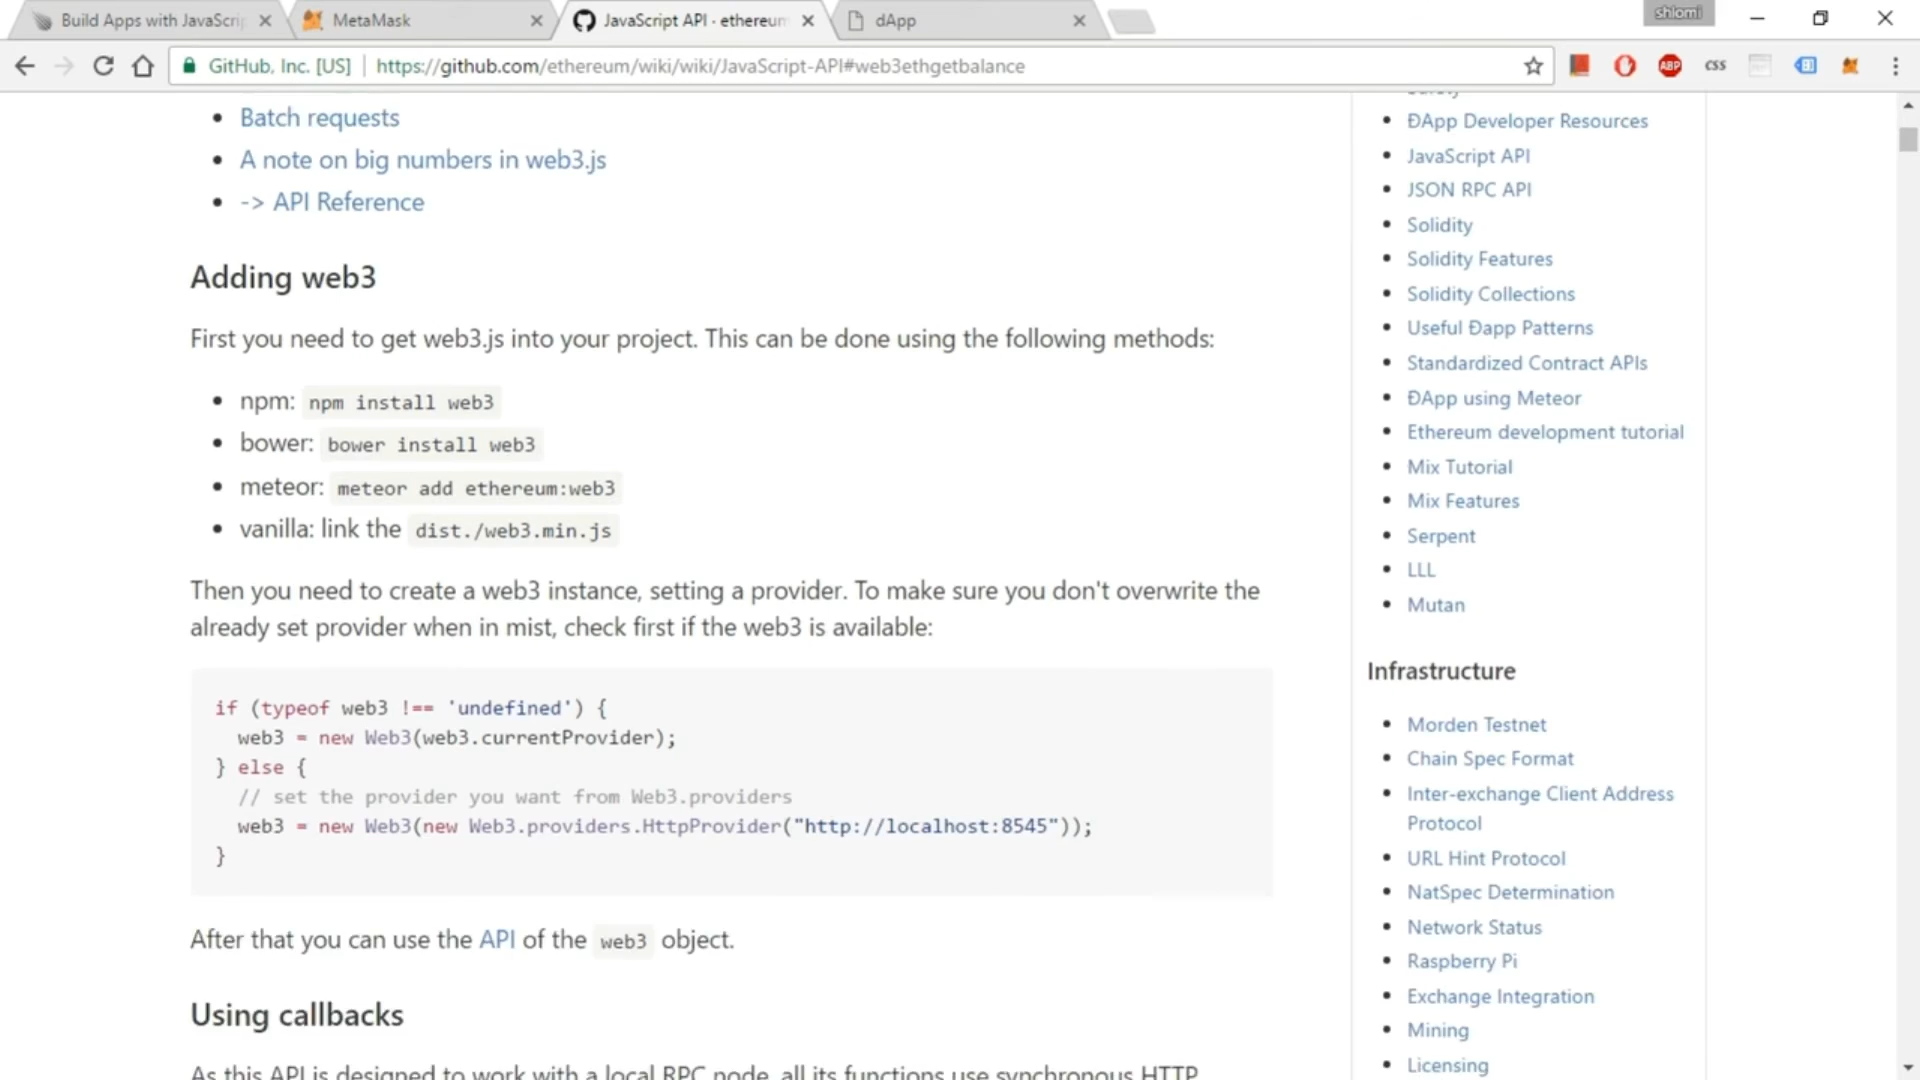 Build Apps with JavaScrip
MetaMask
JavaScript API · ethereum
dApp
shlomi
GitHub, Inc. [US]
https://github.com/ethereum/wiki/wiki/JavaScript-API#web3ethgetbalance
ABP
CSS
Batch requests
A note on big numbers in web3.js
-> API Reference
Adding web3
First you need to get web3.js into your project. This can be done using the following methods:
npm: npm install web3
bower: bower install web3
meteor: meteor add ethereum:web3
vanilla: link the dist./web3.min.js
Then you need to create a web3 instance, setting a provider. To make sure you don't overwrite the
already set provider when in mist, check first if the web3 is available:
if (typeof web3 !== 'undefined') {
web3 = new Web3(web3.currentProvider);
} else {
// set the provider you want from Web3.providers
web3 = new Web3(new Web3.providers.HttpProvider("http://localhost:8545"));
}
After that you can use the API of the web3 object.
Using callbacks
As this API is designed to work with a local RPC node, all its functions use synchronous HTTP
Safety
ÐApp Developer Resources
JavaScript API
JSON RPC API
Solidity
Solidity Features
Solidity Collections
Useful Ðapp Patterns
Standardized Contract APIs
ÐApp using Meteor
Ethereum development tutorial
Mix Tutorial
Mix Features
Serpent
LLL
Mutan
Infrastructure
Morden Testnet
Chain Spec Format
Inter-exchange Client Address
Protocol
URL Hint Protocol
NatSpec Determination
Network Status
Raspberry Pi
Exchange Integration
Mining
Licensing